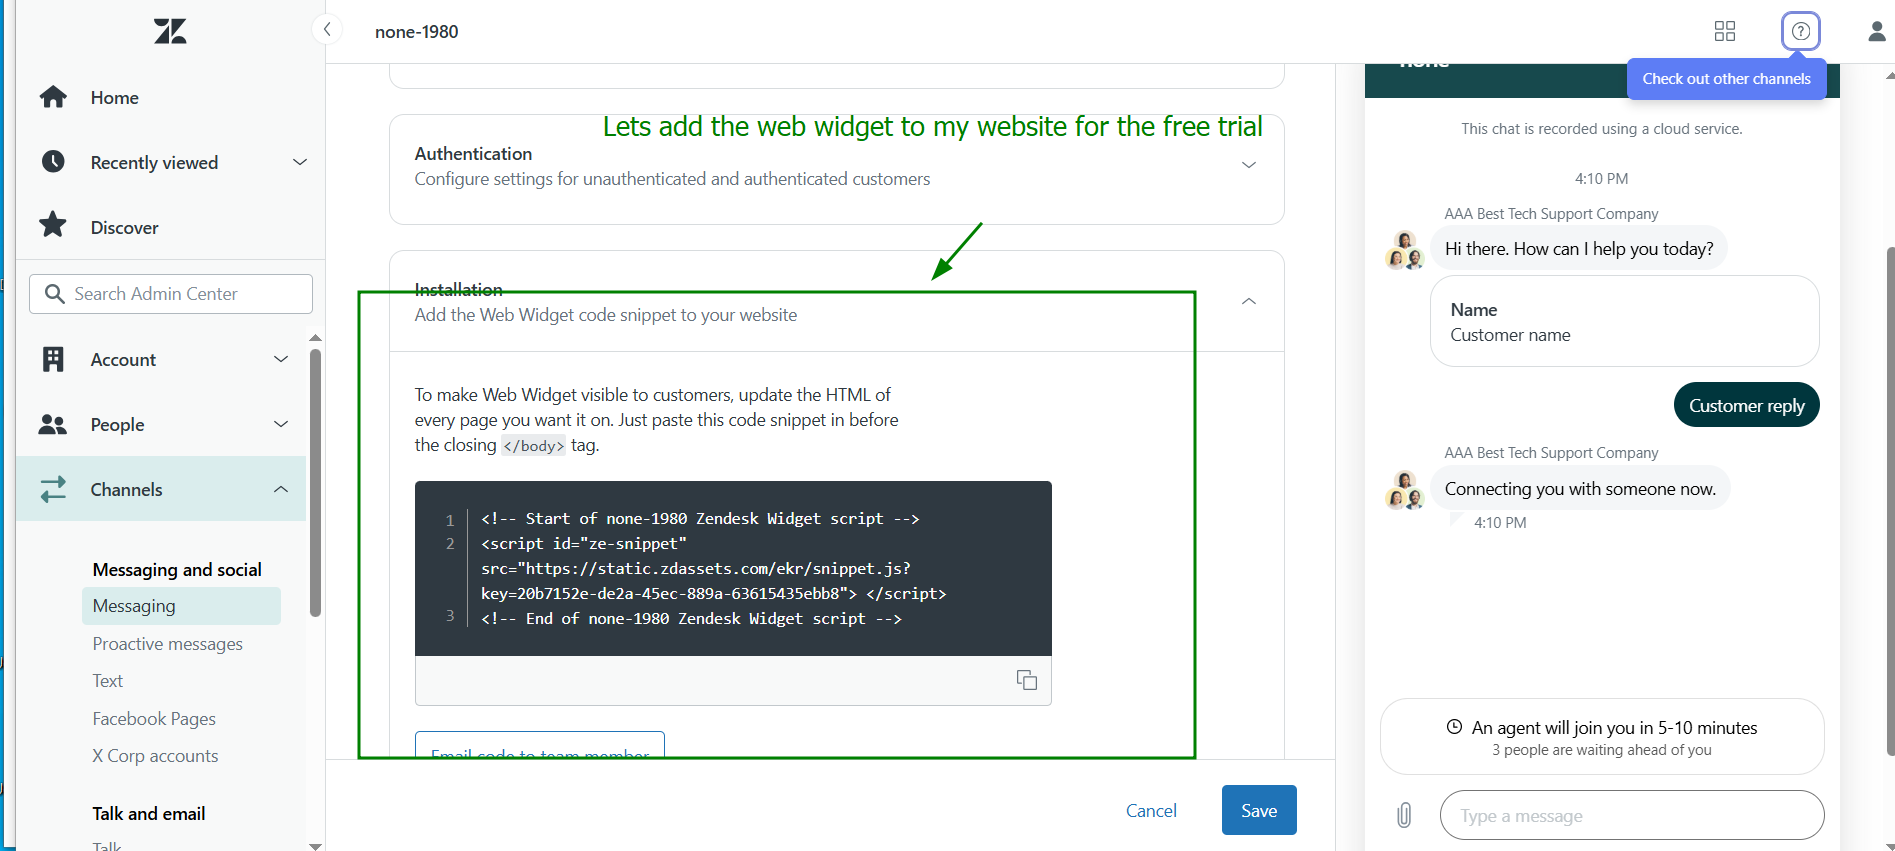 none-1980
Check out other channels
Home
Recently viewed
Discover
Search Admin Center
Account
People
Channels
Messaging and social
Messaging
Proactive messages
Text
Facebook Pages
X Corp accounts
Talk and email
Talk
Lets add the web widget to my website for the free trial
Authentication
Configure settings for unauthenticated and authenticated customers
Installation
Add the Web Widget code snippet to your website
To make Web Widget visible to customers, update the HTML of
every page you want it on. Just paste this code snippet in before
the closing </body> tag.
1 <!-- Start of none-1980 Zendesk Widget script -->
2 <script id="ze-snippet"
src="https://static.zdassets.com/ekr/snippet.js?
key=20b7152e-de2a-45ec-889a-63615435ebb8"> </script>
3 <!-- End of none-1980 Zendesk Widget script -->
Email code to team member
Cancel
Save
none
This chat is recorded using a cloud service.
4:10 PM
AAA Best Tech Support Company
Hi there. How can I help you today?
Name
Customer name
Customer reply
AAA Best Tech Support Company
Connecting you with someone now.
4:10 PM
An agent will join you in 5-10 minutes
3 people are waiting ahead of you
Type a message